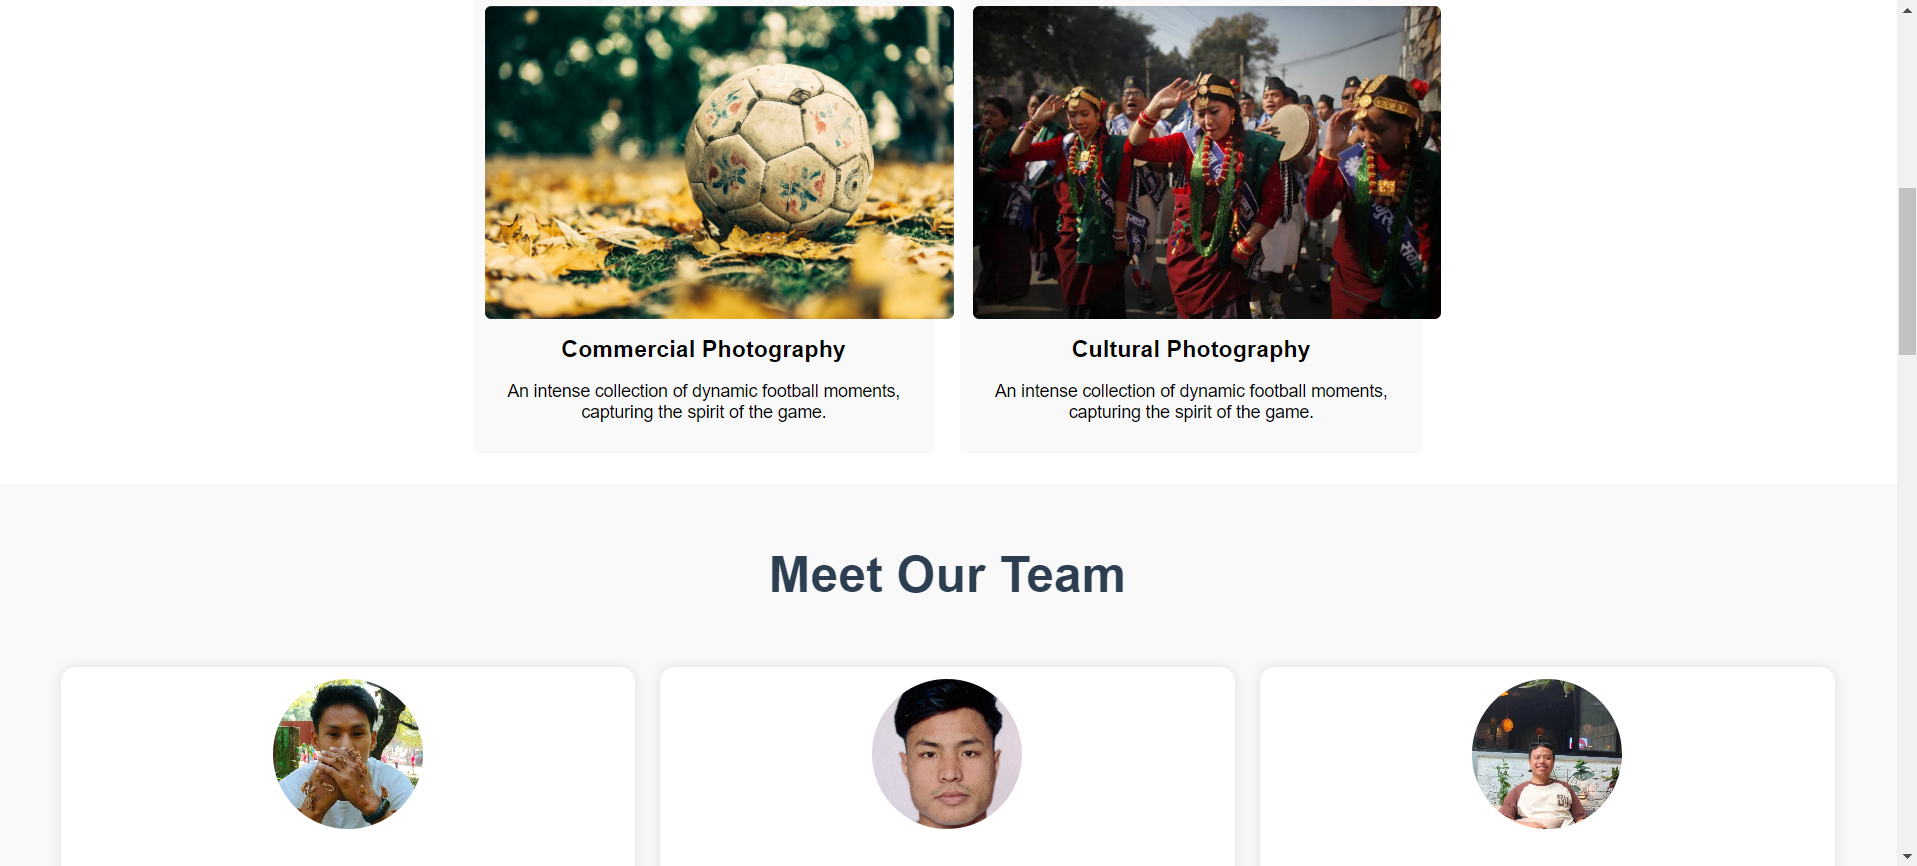 Commercial Photography
An intense collection of dynamic football moments,
capturing the spirit of the game.
Cultural Photography
An intense collection of dynamic football moments,
capturing the spirit of the game.
Meet Our Team